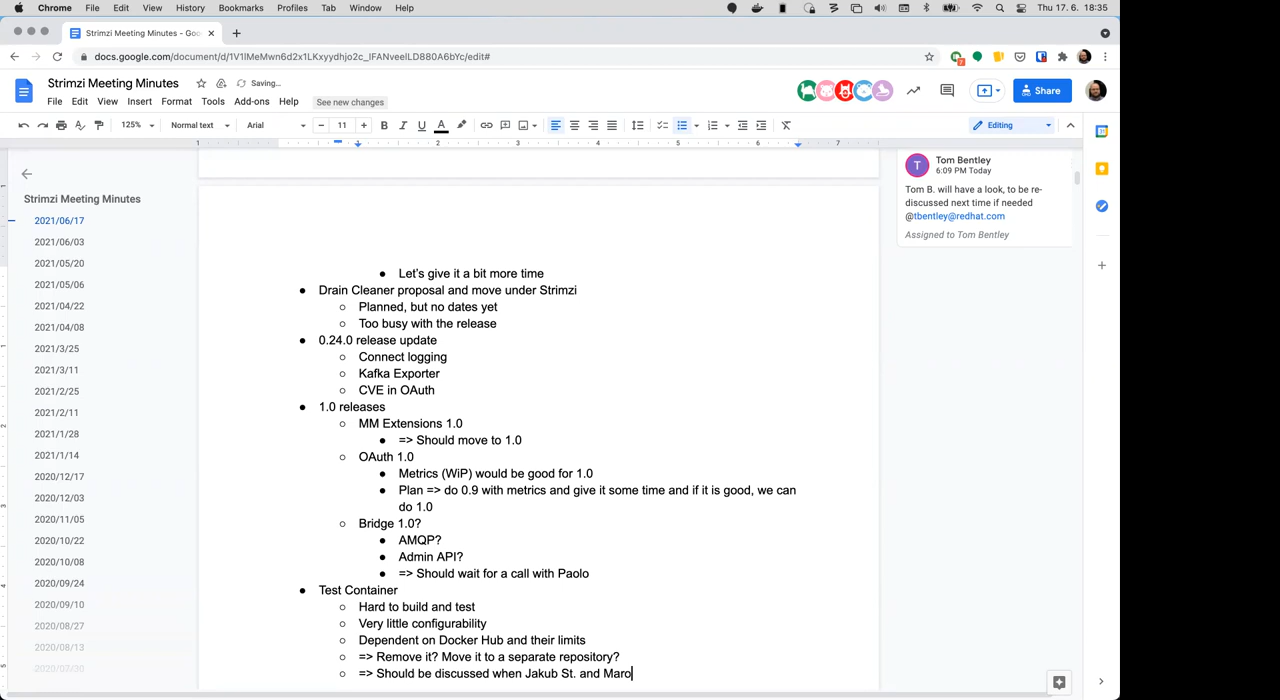 Chrome File Edit View History Bookmarks Profiles Tab Window Help Thu 17. 6. 18:35
Strimzi Meeting Minutes - Goo
docs.google.com/document/d/1V1lMeMwn6d2x1LKxyydhjo2c_IFANveelLD880A6bYc/edit#
Strimzi Meeting Minutes Saving...
File Edit View Insert Format Tools Add-ons Help See new changes
Share
125% Normal text Arial 11 Editing
1 1 2 3 4 5 6 7
Strimzi Meeting Minutes
2021/06/17
2021/06/03
2021/05/20
2021/05/06
2021/04/22
2021/04/08
2021/3/25
2021/3/11
2021/2/25
2021/2/11
2021/1/28
2021/1/14
2020/12/17
2020/12/03
2020/11/05
2020/10/22
2020/10/08
2020/09/24
2020/09/10
2020/08/27
2020/08/13
2020/07/30
Let's give it a bit more time
Drain Cleaner proposal and move under Strimzi
Planned, but no dates yet
Too busy with the release
0.24.0 release update
Connect logging
Kafka Exporter
CVE in OAuth
1.0 releases
MM Extensions 1.0
=> Should move to 1.0
OAuth 1.0
Metrics (WiP) would be good for 1.0
Plan => do 0.9 with metrics and give it some time and if it is good, we can
do 1.0
Bridge 1.0?
AMQP?
Admin API?
=> Should wait for a call with Paolo
Test Container
Hard to build and test
Very little configurability
Dependent on Docker Hub and their limits
=> Remove it? Move it to a separate repository?
=> Should be discussed when Jakub St. and Maro
T
Tom Bentley
6:09 PM Today
Tom B. will have a look, to be re-
discussed next time if needed
@tbentley@redhat.com
Assigned to Tom Bentley